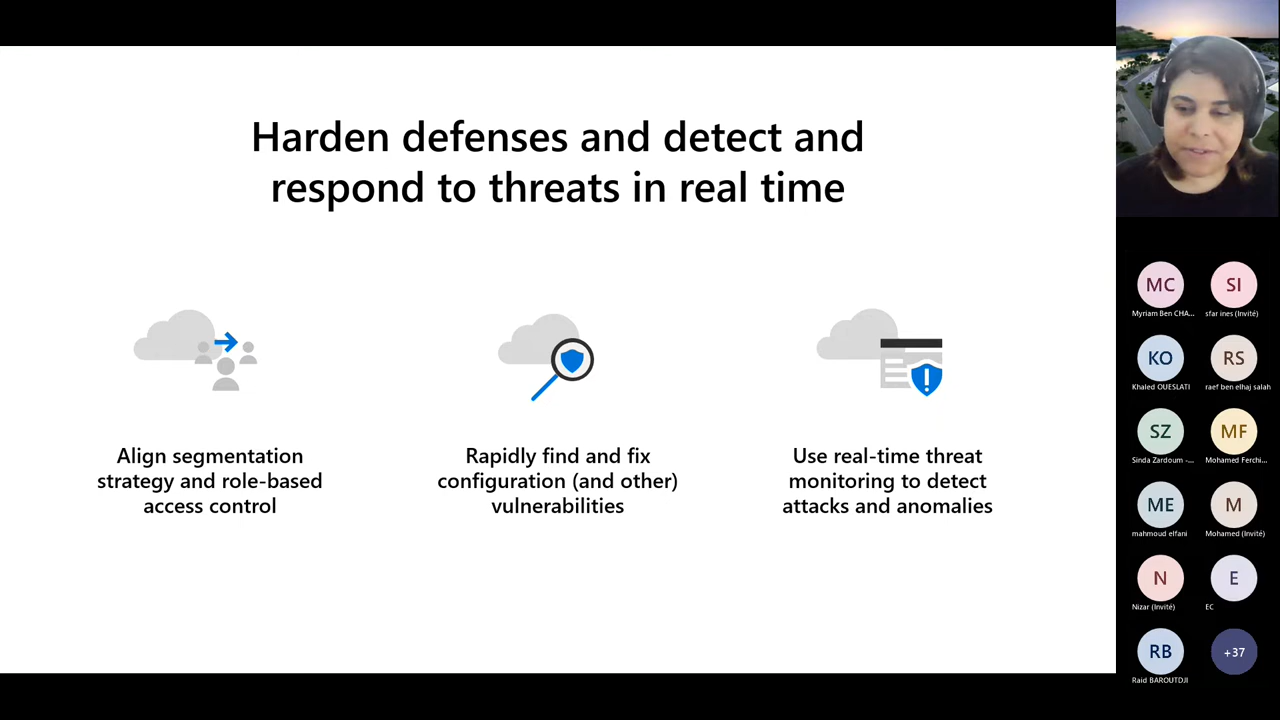 Harden defenses and detect and
respond to threats in real time
Align segmentation
strategy and role-based
access control
Rapidly find and fix
configuration (and other)
vulnerabilities
Use real-time threat
monitoring to detect
attacks and anomalies
MC
Myriam Ben CHA...
SI
sfar ines (Invité)
KO
Khaled OUESLATI
RS
raef ben elhaj salah
SZ
Sinda Zardoum -...
MF
Mohamed Ferchi...
ME
mahmoud elfani
M
Mohamed (Invité)
N
Nizar (Invité)
E
EC
RB
Raid BAROUTDJI
+37